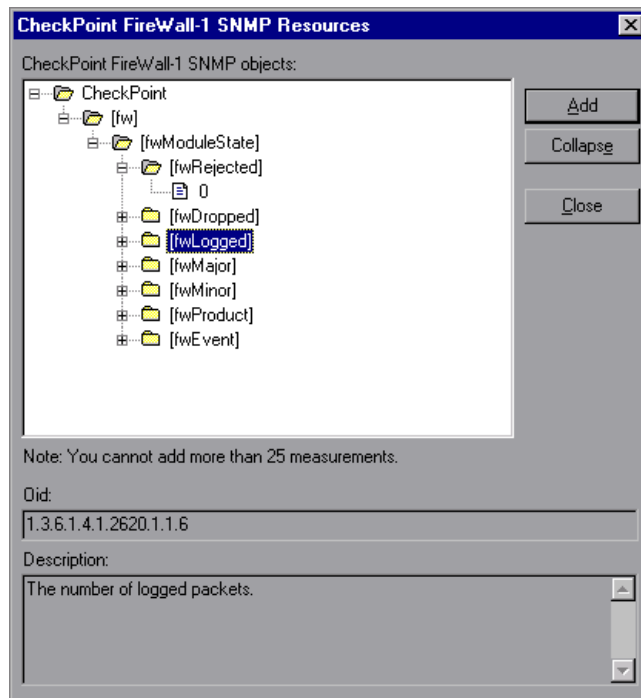 CheckPoint FireWall-1 SNMP Resources
CheckPoint FireWall-1 SNMP objects:
CheckPoint
[fw]
[fwModuleState]
[fwRejected]
0
[fwDropped]
[fwLogged]
[fwMajor]
[fwMinor]
[fwProduct]
[fwEvent]
Add
Collapse
Close
Note: You cannot add more than 25 measurements.
Oid:
1.3.6.1.4.1.2620.1.1.6
Description:
The number of logged packets.